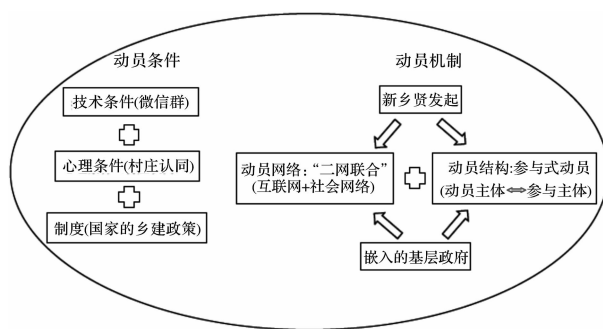 动员条件
技术条件(微信群)
心理条件(村庄认同)
制度(国家的乡建政策)
动员机制
新乡贤发起
动员网络：“二网联合”
(互联网+社会网络)
动员结构:参与式动员
(动员主体⇔参与主体)
嵌入的基层政府